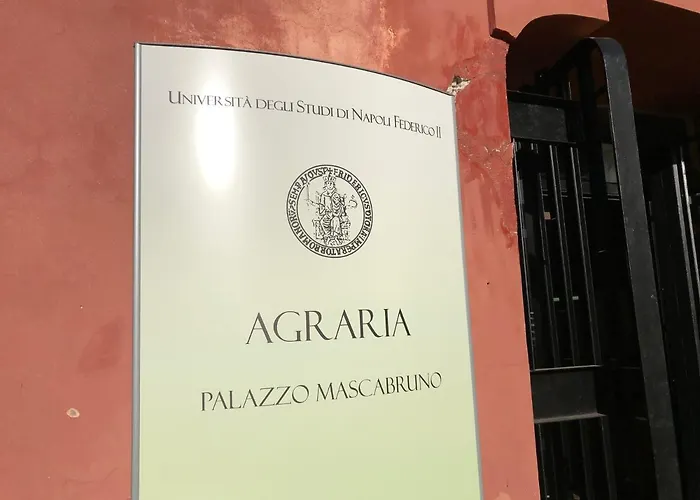 Università degli Studi di Napoli Federico II
AGRARIA
PALAZZO MASCABRUNO